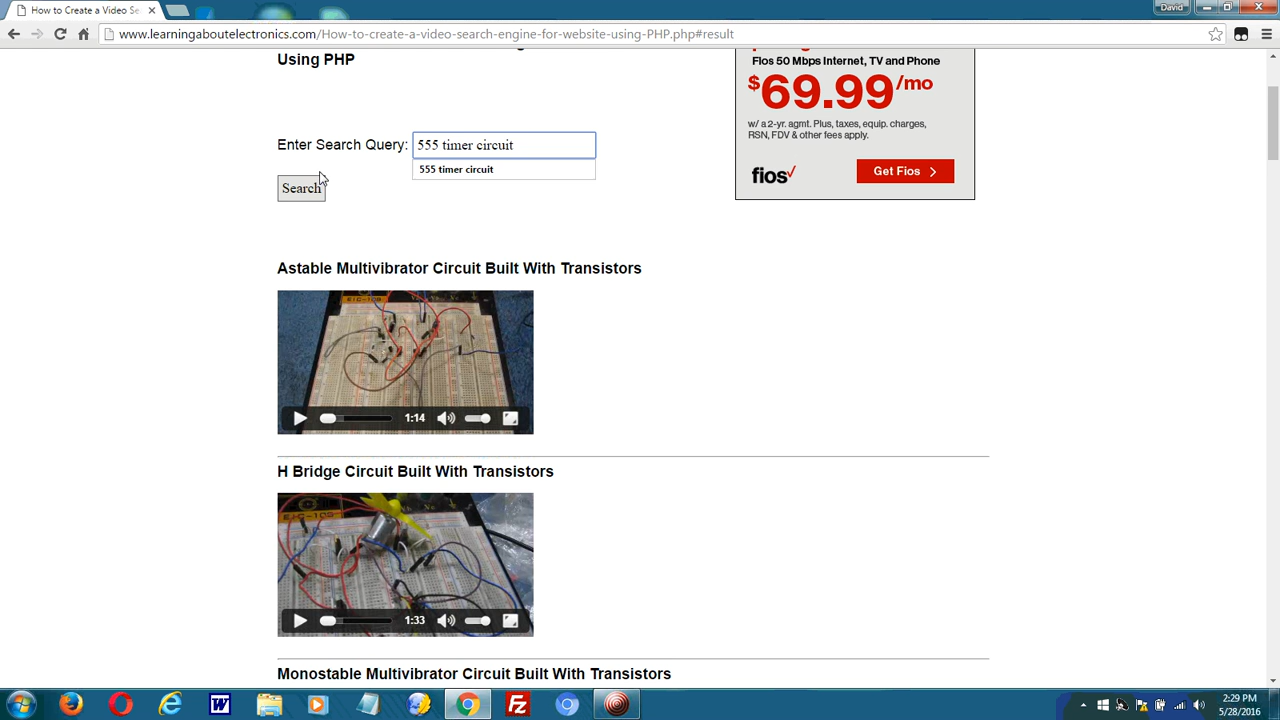 How to Create a Video Se
David
www.learningaboutelectronics.com/How-to-create-a-video-search-engine-for-website-using-PHP.php#result
Using PHP
Fios 50 Mbps Internet, TV and Phone
$69.99/mo
w/ a 2-yr. agmt. Plus, taxes, equip. charges,
RSN, FDV & other fees apply.
fios
Get Fios
Enter Search Query: 555 timer circuit
555 timer circuit
Search
Astable Multivibrator Circuit Built With Transistors
1:14
H Bridge Circuit Built With Transistors
1:33
Monostable Multivibrator Circuit Built With Transistors
2:29 PM
5/28/2016